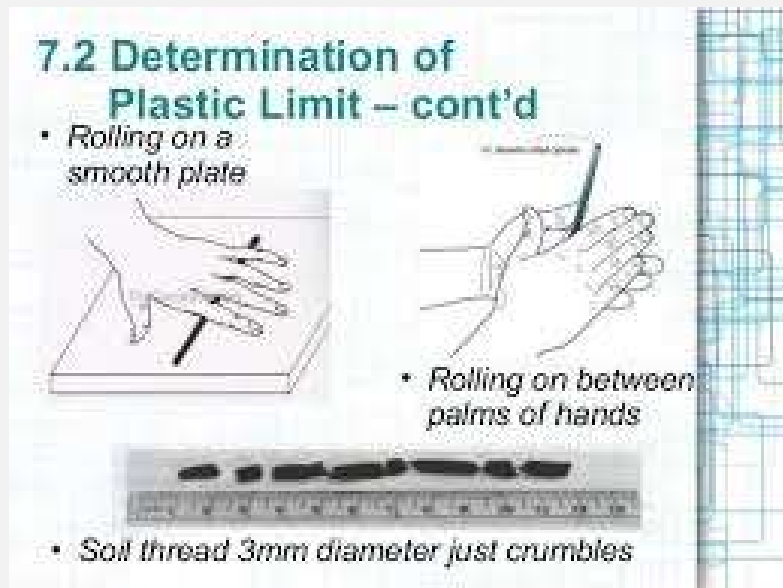 7.2 Determination of
Plastic Limit – cont'd
• Rolling on a
smooth plate
• Rolling on between
palms of hands
• Soil thread 3mm diameter just crumbles